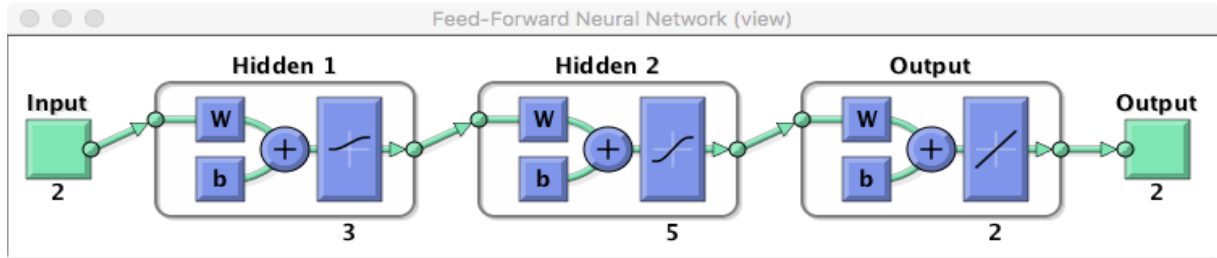 Feed-Forward Neural Network (view)
Hidden 1 Hidden 2 Output
Input Output
W W W
b b b
2 2
3 5 2